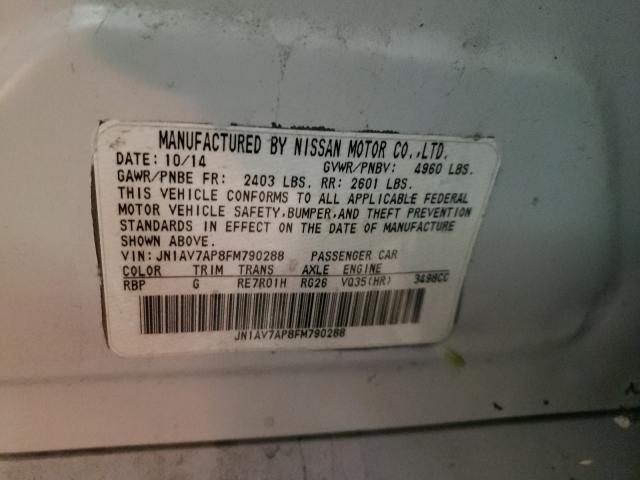 MANUFACTURED BY NISSAN MOTOR CO.,LTD.
DATE: 10/14 GVWR/PNBV: 4960 LBS.
GAWR/PNBE FR: 2403 LBS. RR: 2601 LBS.
THIS VEHICLE CONFORMS TO ALL APPLICABLE FEDERAL
MOTOR VEHICLE SAFETY,BUMPER,AND THEFT PREVENTION
STANDARDS IN EFFECT ON THE DATE OF MANUFACTURE
SHOWN ABOVE.
VIN: JN1AV7AP8FM790288 PASSENGER CAR
COLOR TRIM TRANS AXLE ENGINE
RBP G RE7R01H RG26 VQ35(HR) 3498CC
JN1AV7AP8FM790288